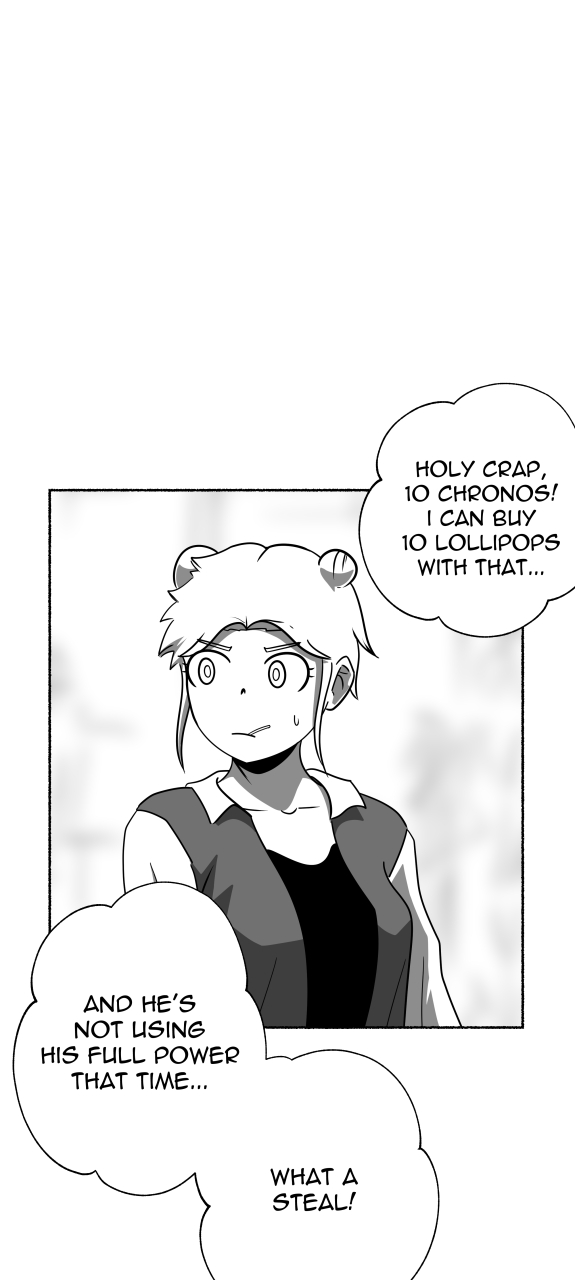 HOLY CRAP,
10 CHRONOS!
I CAN BUY
10 LOLLIPOPS
WITH THAT...
AND HE'S
NOT USING
HIS FULL POWER
THAT TIME...
WHAT A
STEAL!